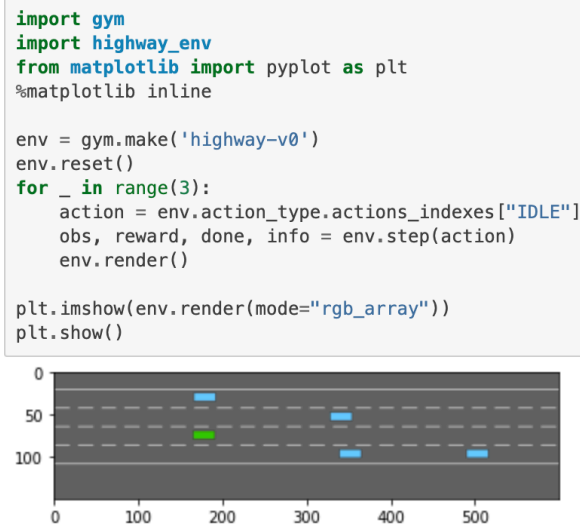 import gym
import highway_env
from matplotlib import pyplot as plt
%matplotlib inline

env = gym.make('highway-v0')
env.reset()
for _ in range(3):
    action = env.action_type.actions_indexes["IDLE"]
    obs, reward, done, info = env.step(action)
    env.render()

plt.imshow(env.render(mode="rgb_array"))
plt.show()
0
50
100
0 100 200 300 400 500